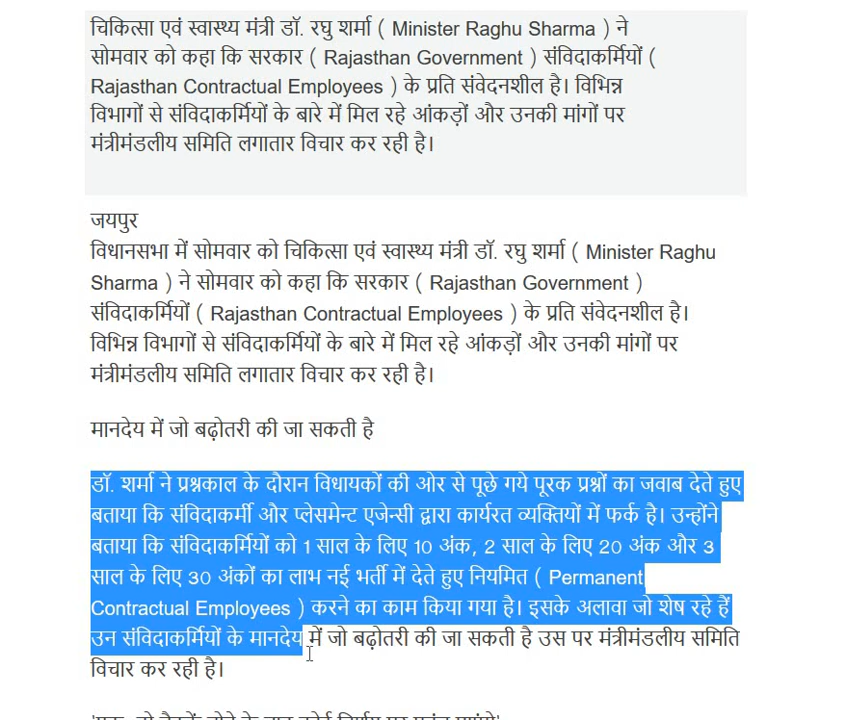 चिकित्सा एवं स्वास्थ्य मंत्री डॉ. रघु शर्मा ( Minister Raghu Sharma ) ने
सोमवार को कहा कि सरकार ( Rajasthan Government ) संविदाकर्मियों (
Rajasthan Contractual Employees ) के प्रति संवेदनशील है। विभिन्न
विभागों से संविदाकर्मियों के बारे में मिल रहे आंकड़ों और उनकी मांगों पर
मंत्रीमंडलीय समिति लगातार विचार कर रही है।
जयपुर
विधानसभा में सोमवार को चिकित्सा एवं स्वास्थ्य मंत्री डॉ. रघु शर्मा ( Minister Raghu
Sharma ) ने सोमवार को कहा कि सरकार ( Rajasthan Government )
संविदाकर्मियों ( Rajasthan Contractual Employees ) के प्रति संवेदनशील है।
विभिन्न विभागों से संविदाकर्मियों के बारे में मिल रहे आंकड़ों और उनकी मांगों पर
मंत्रीमंडलीय समिति लगातार विचार कर रही है।
मानदेय में जो बढ़ोतरी की जा सकती है
डॉ. शर्मा ने प्रश्नकाल के दौरान विधायकों की ओर से पूछे गये पूरक प्रश्नों का जवाब देते हुए
बताया कि संविदाकर्मी और प्लेसमेन्ट एजेन्सी द्वारा कार्यरत व्यक्तियों में फर्क है। उन्होंने
बताया कि संविदाकर्मियों को 1 साल के लिए 10 अंक, 2 साल के लिए 20 अंक और 3
साल के लिए 30 अंकों का लाभ नई भर्ती में देते हुए नियमित ( Permanent
Contractual Employees ) करने का काम किया गया है। इसके अलावा जो शेष रहे हैं
उन संविदाकर्मियों के मानदेय में जो बढ़ोतरी की जा सकती है उस पर मंत्रीमंडलीय समिति
विचार कर रही है।